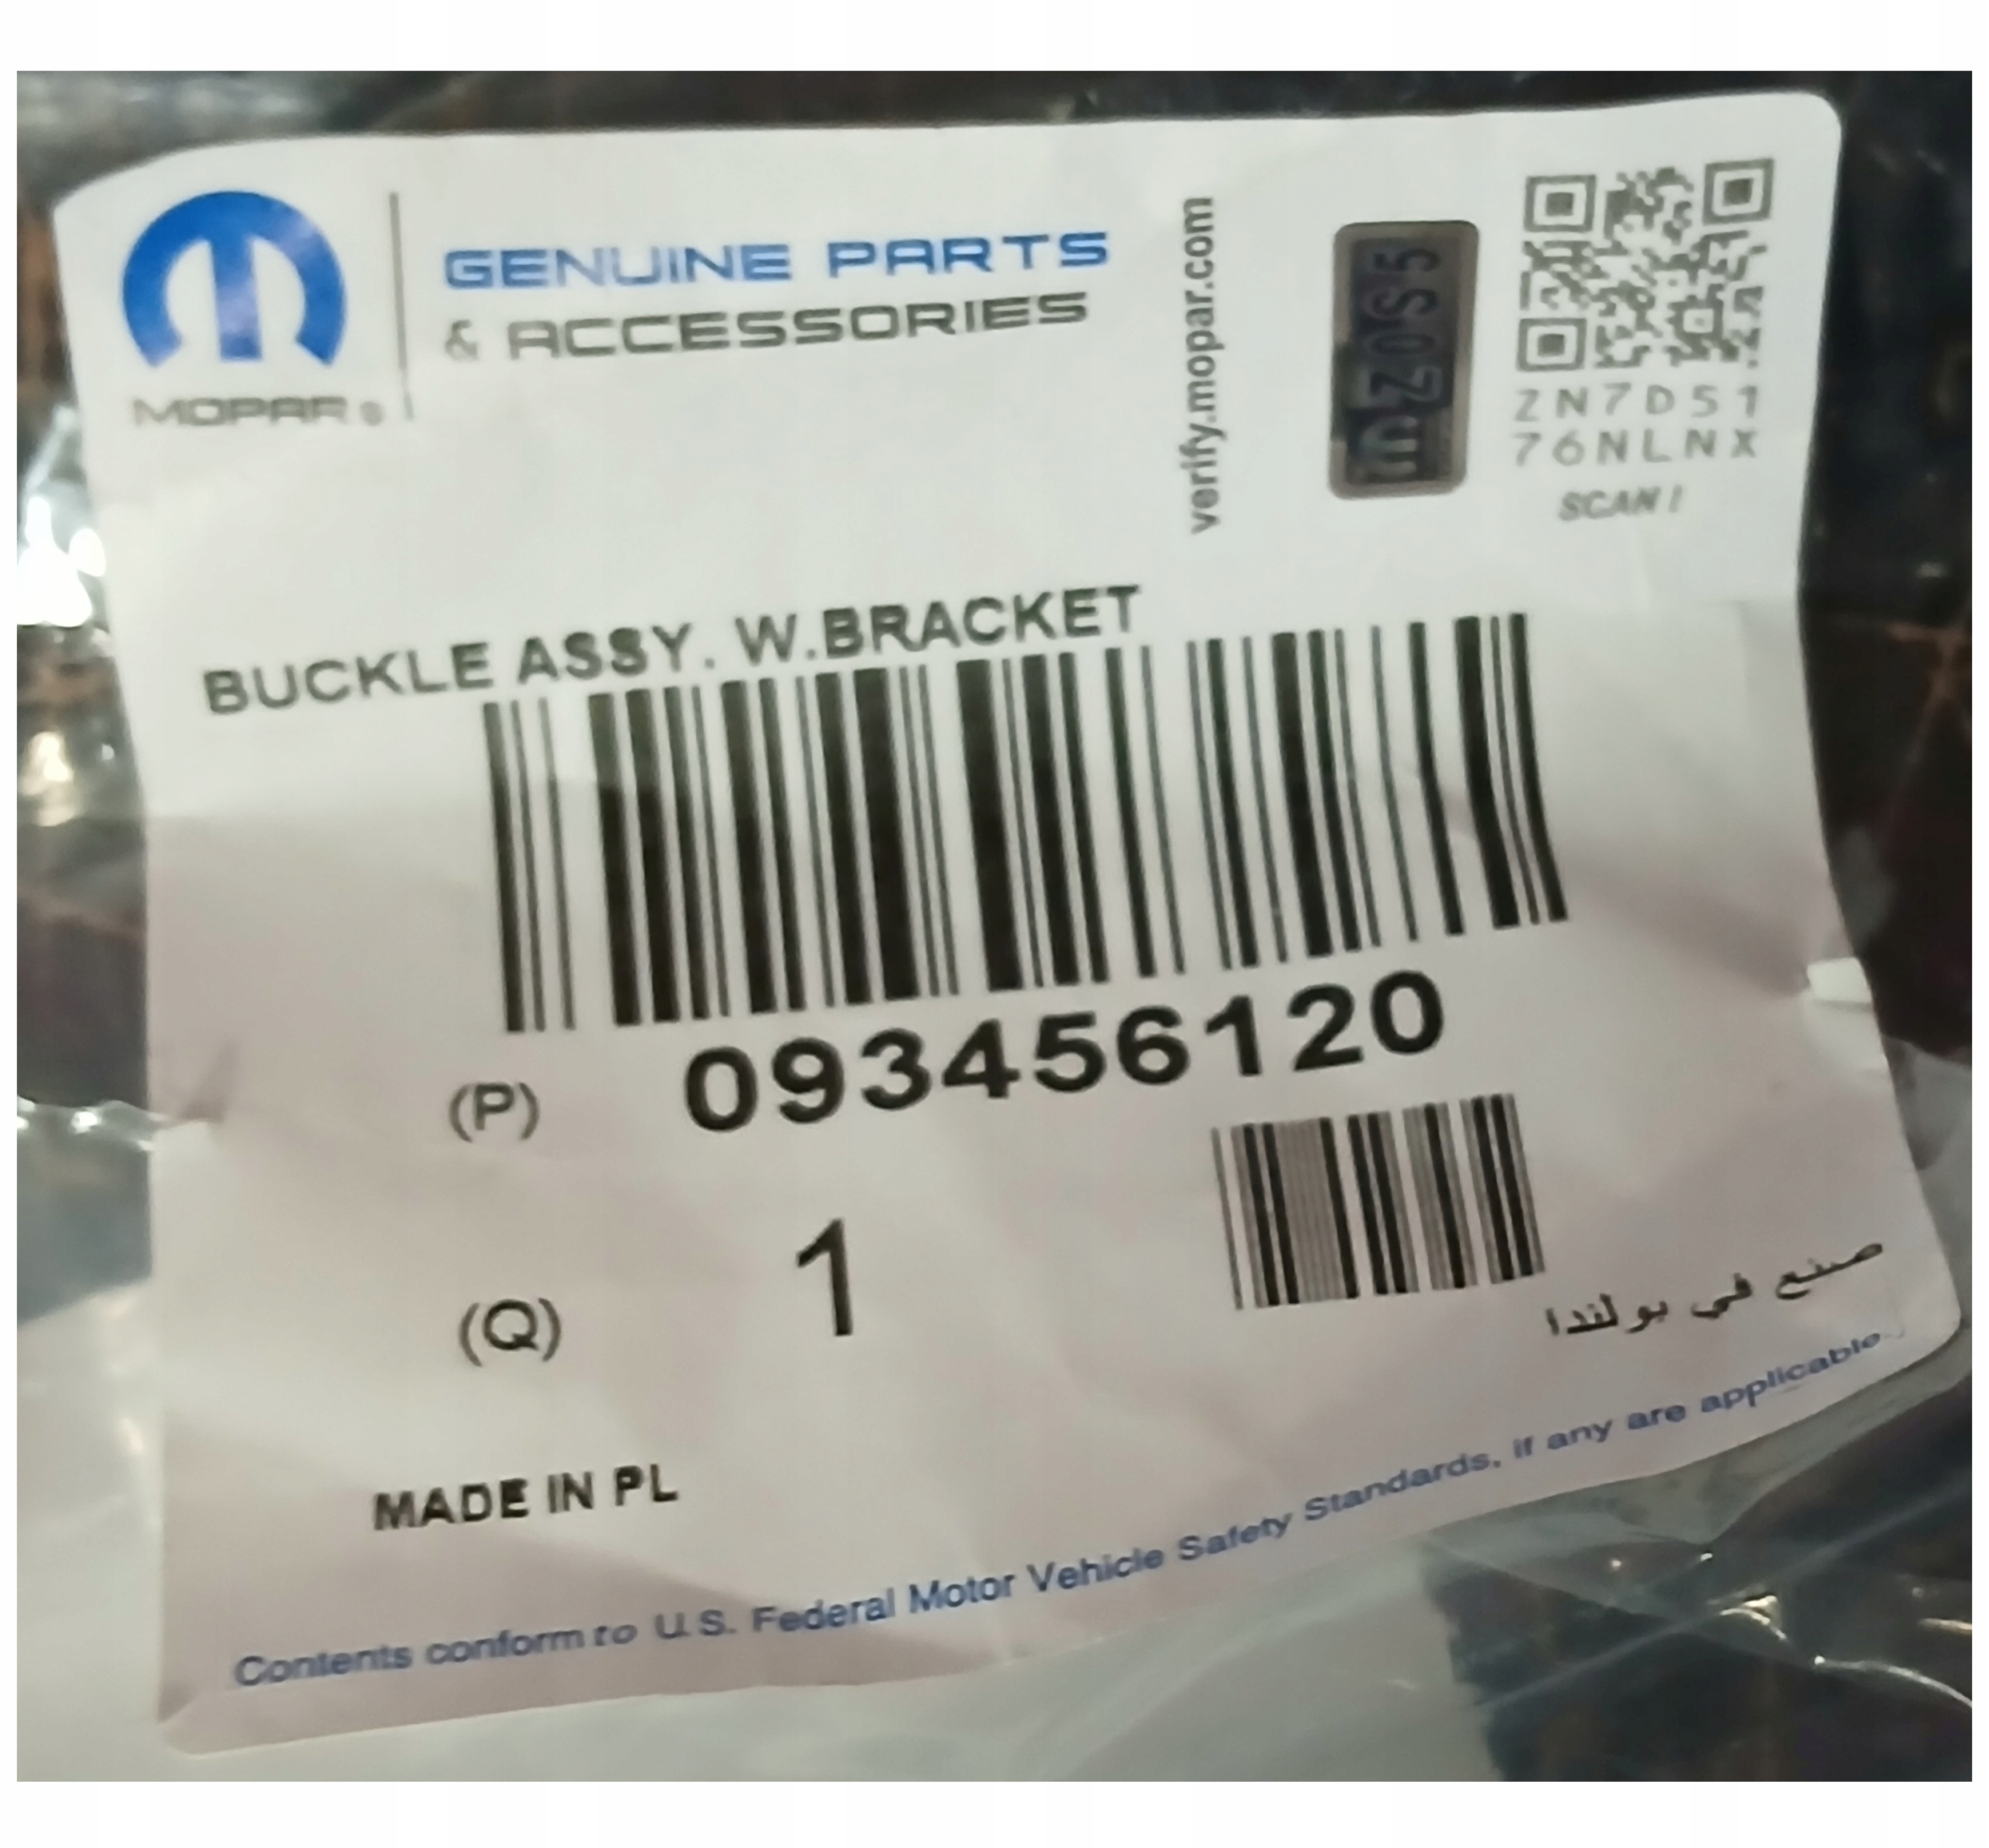 GENUINE PARTS
& ACCESSORIES
MOPAR®
verify.mopar.com
mZ0S5
ZN7D51
76NLNX
SCAN!
BUCKLE ASSY. W.BRACKET
(P) 093456120
(Q) 1
صنع في بولندا
MADE IN PL
Contents conform to U.S. Federal Motor Vehicle Safety Standards, if any are applicable.